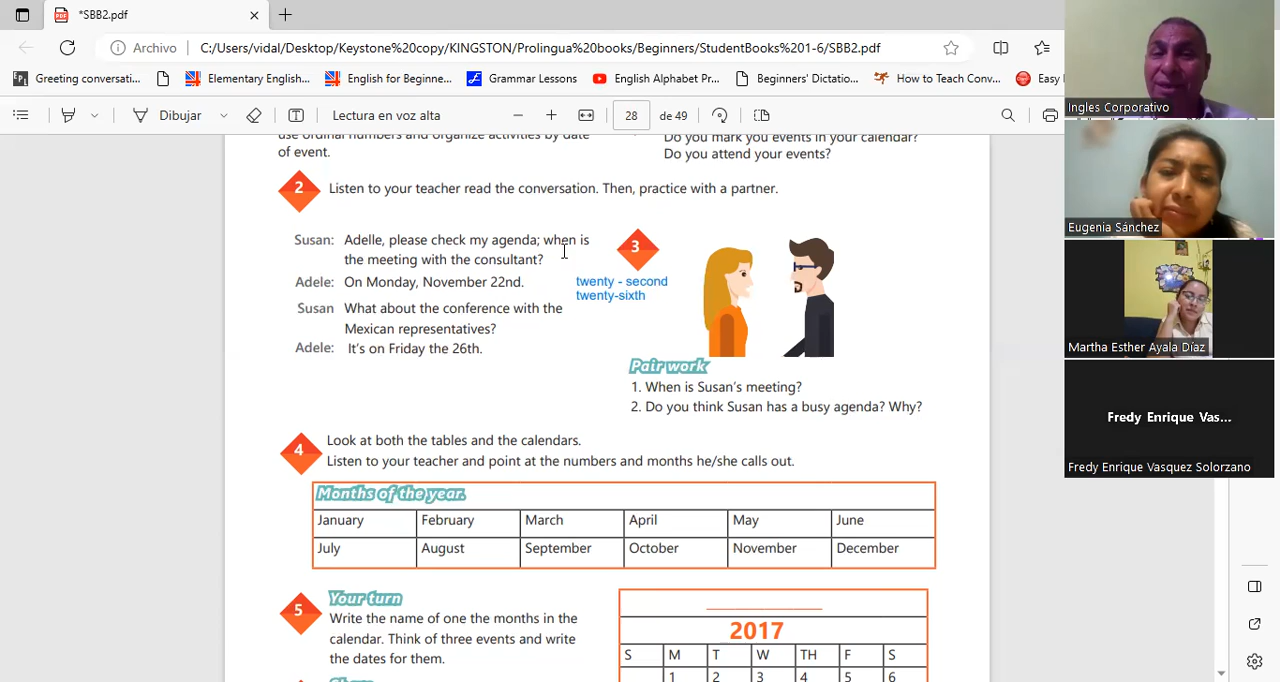 *SBB2.pdf
Archivo
C:/Users/vidal/Desktop/Keystone%20copy/KINGSTON/Prolingua%20books/Beginners/StudentBooks%201-6/SBB2.pdf
Greeting conversati...
Elementary English...
English for Beginne...
Grammar Lessons
English Alphabet Pr...
Beginners' Dictatio...
How to Teach Conv...
Easy
Dibujar
Lectura en voz alta
28
de 49
use ordinal numbers and organize activities by date
of event.
Do you mark you events in your calendar?
Do you attend your events?
2
Listen to your teacher read the conversation. Then, practice with a partner.
Susan: Adelle, please check my agenda; when is
the meeting with the consultant?
Adele: On Monday, November 22nd.
Susan What about the conference with the
Mexican representatives?
Adele: It's on Friday the 26th.
3
twenty - second
twenty-sixth
Pair work
1. When is Susan's meeting?
2. Do you think Susan has a busy agenda? Why?
4
Look at both the tables and the calendars.
Listen to your teacher and point at the numbers and months he/she calls out.
Months of the year.
January February March April May June
July August September October November December
5
Your turn
Write the name of one the months in the
calendar. Think of three events and write
the dates for them.
Share
2017
S M T W TH F S
1 2 3 4 5 6
Ingles Corporativo
Eugenia Sánchez
Martha Esther Ayala Díaz
Fredy Enrique Vas...
Fredy Enrique Vasquez Solorzano